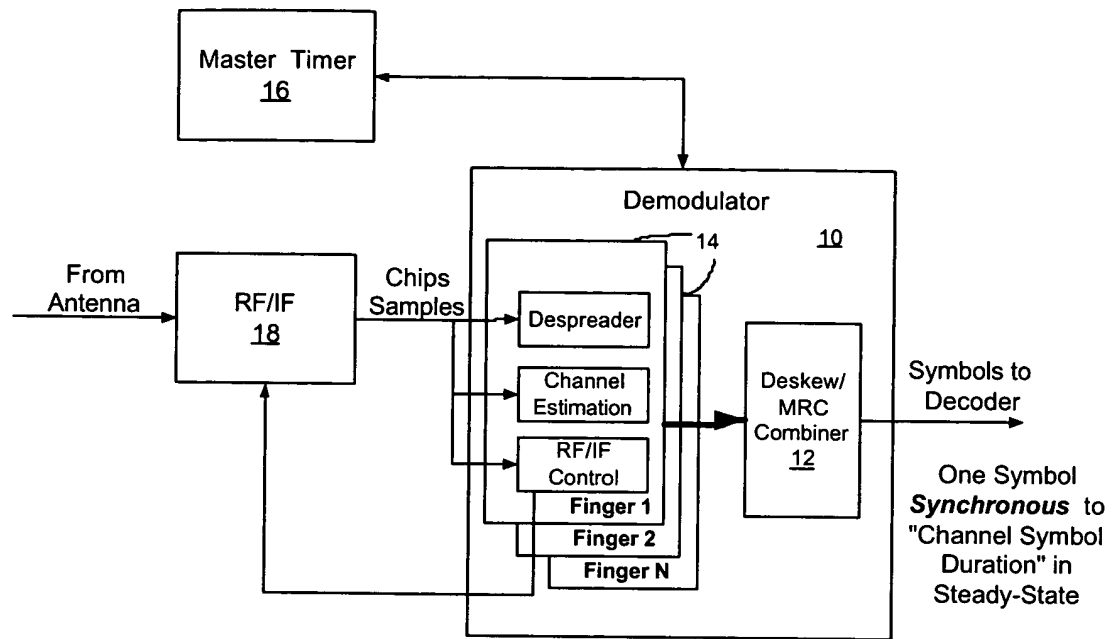 Master Timer
16
Demodulator
10
14
From
Antenna
RF/IF
18
Chips
Samples
Despreader
Channel
Estimation
RF/IF
Control
Finger 1
Finger 2
Finger N
Deskew/
MRC
Combiner
12
Symbols to
Decoder
One Symbol
Synchronous to
"Channel Symbol
Duration" in
Steady-State